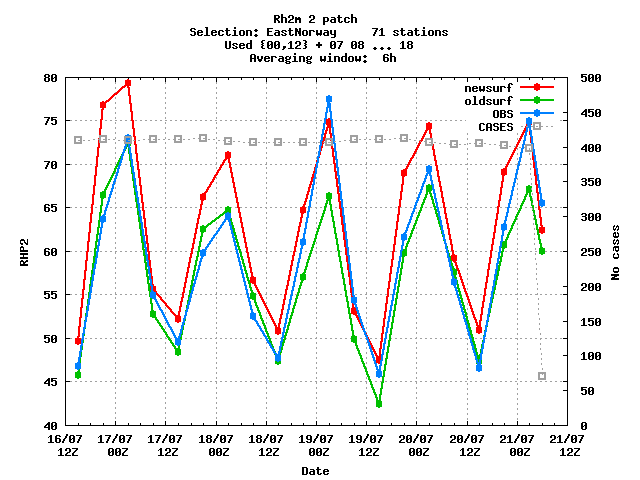 Rh2m 2 patch
Selection: EastNorway 71 stations
Used {00,12} + 07 08 ... 18
Averaging window: 6h
newsurf
oldsurf
OBS
CASES
RHP2
80
75
70
65
60
55
50
45
40
No cases
500
450
400
350
300
250
200
150
100
50
0
16/07 17/07 17/07 18/07 18/07 19/07 19/07 20/07 20/07 21/07 21/07
12Z 00Z 12Z 00Z 12Z 00Z 12Z 00Z 12Z 00Z 12Z
Date